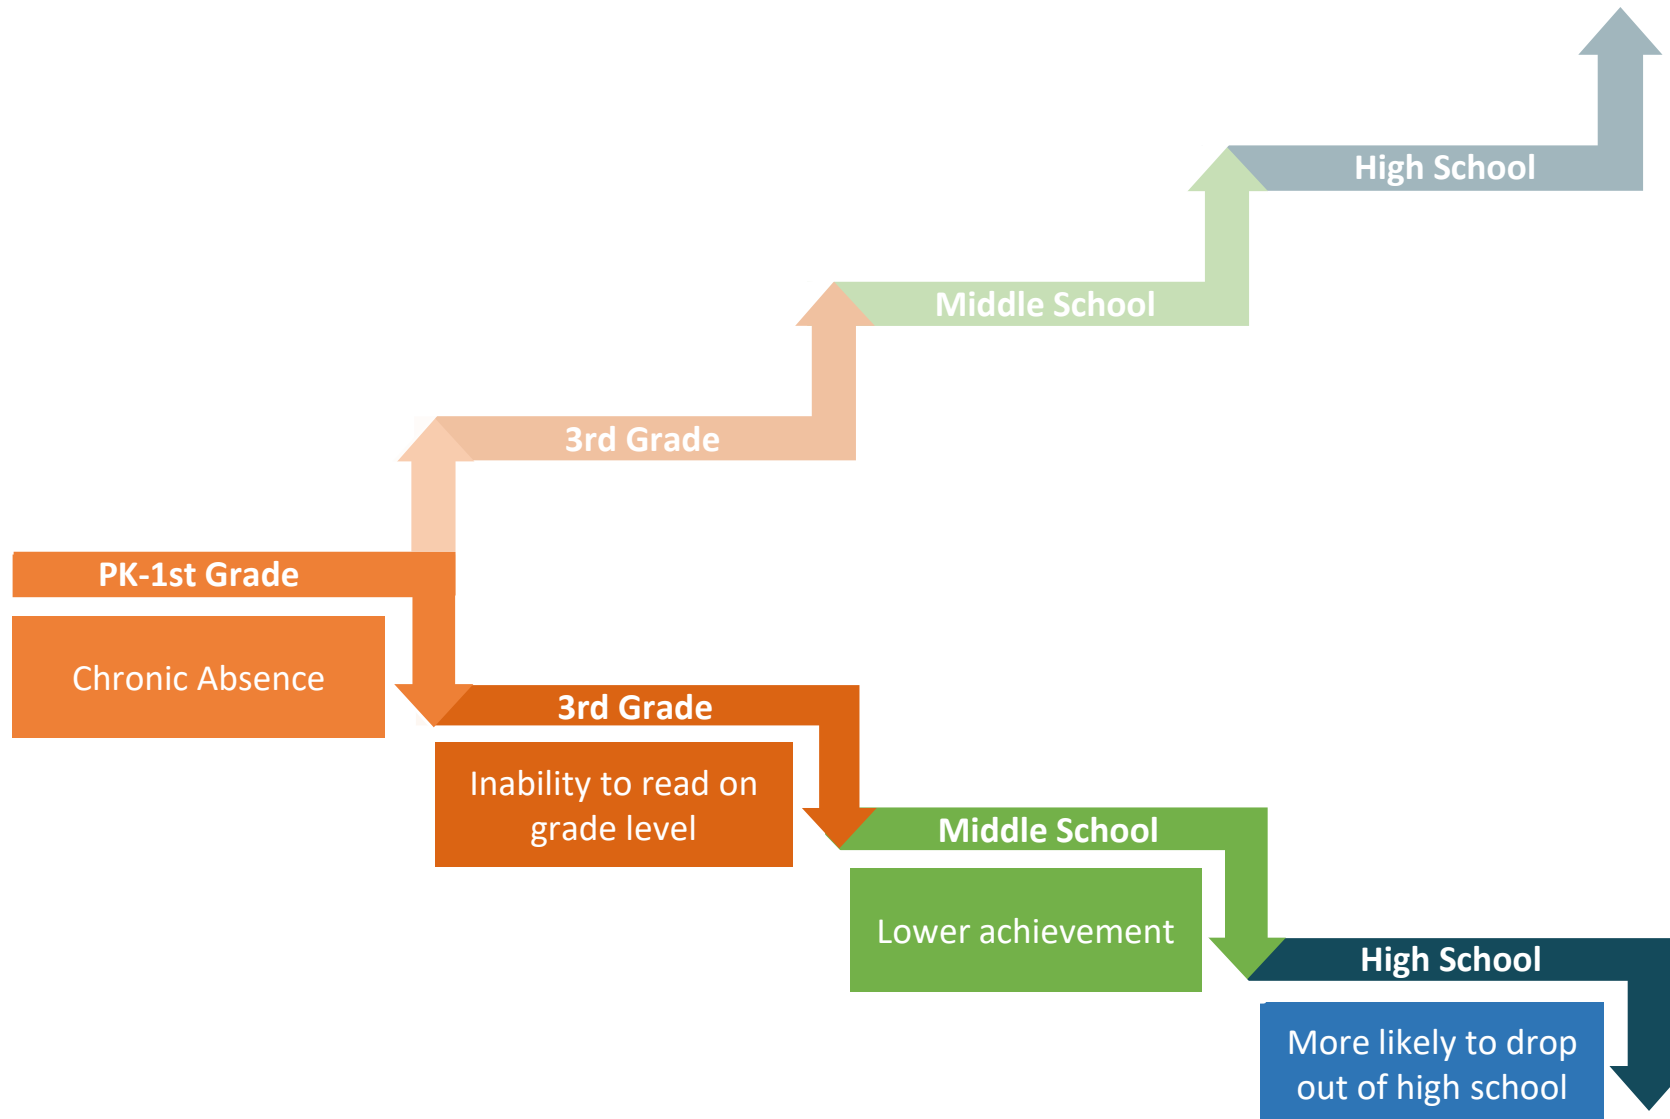 High School
Middle School
3rd Grade
PK-1st Grade
Chronic Absence
3rd Grade
Inability to read on
grade level
Middle School
Lower achievement
High School
More likely to drop
out of high school